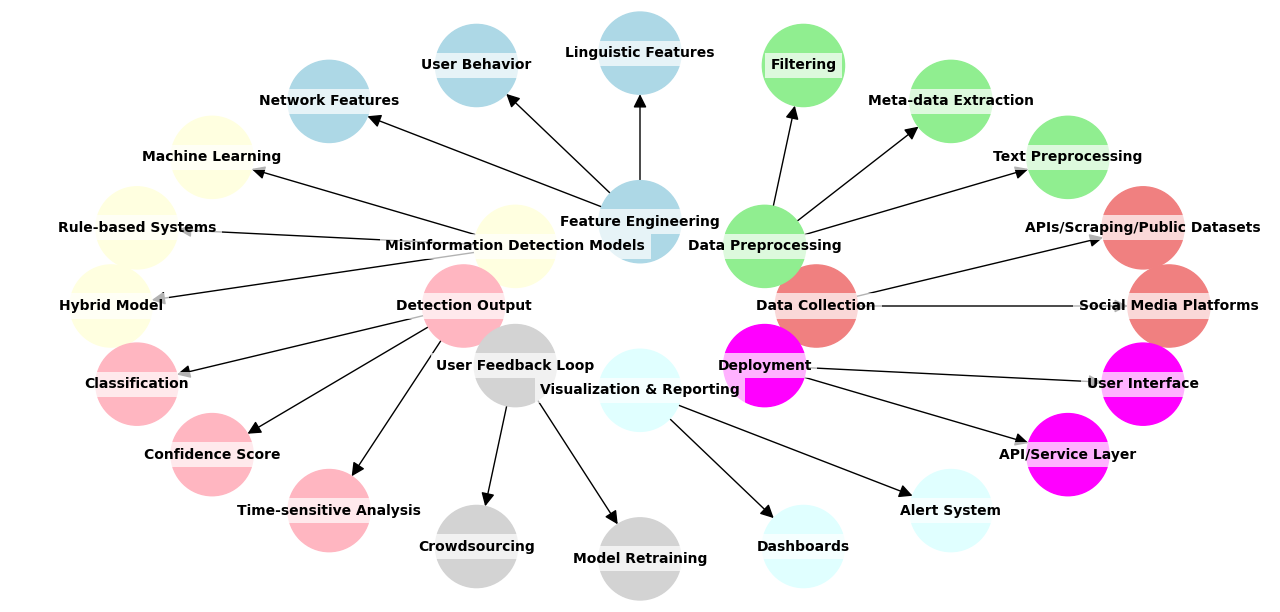 Linguistic Features
User Behavior
Filtering
Network Features
Meta-data Extraction
Machine Learning
Text Preprocessing
Feature Engineering
Rule-based Systems
APIs/Scraping/Public Datasets
Misinformation Detection Models
Data Preprocessing
Hybrid Model
Detection Output
Data Collection
Social Media Platforms
User Feedback Loop
Deployment
Classification
Visualization & Reporting
User Interface
Confidence Score
API/Service Layer
Time-sensitive Analysis
Alert System
Crowdsourcing
Dashboards
Model Retraining